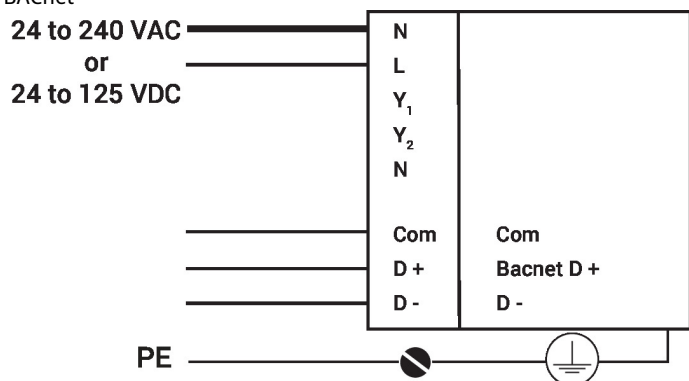 BACnet
24 to 240 VAC
or
24 to 125 VDC
N
L
Y1
Y2
N
Com Com
D + Bacnet D +
D - D -
PE